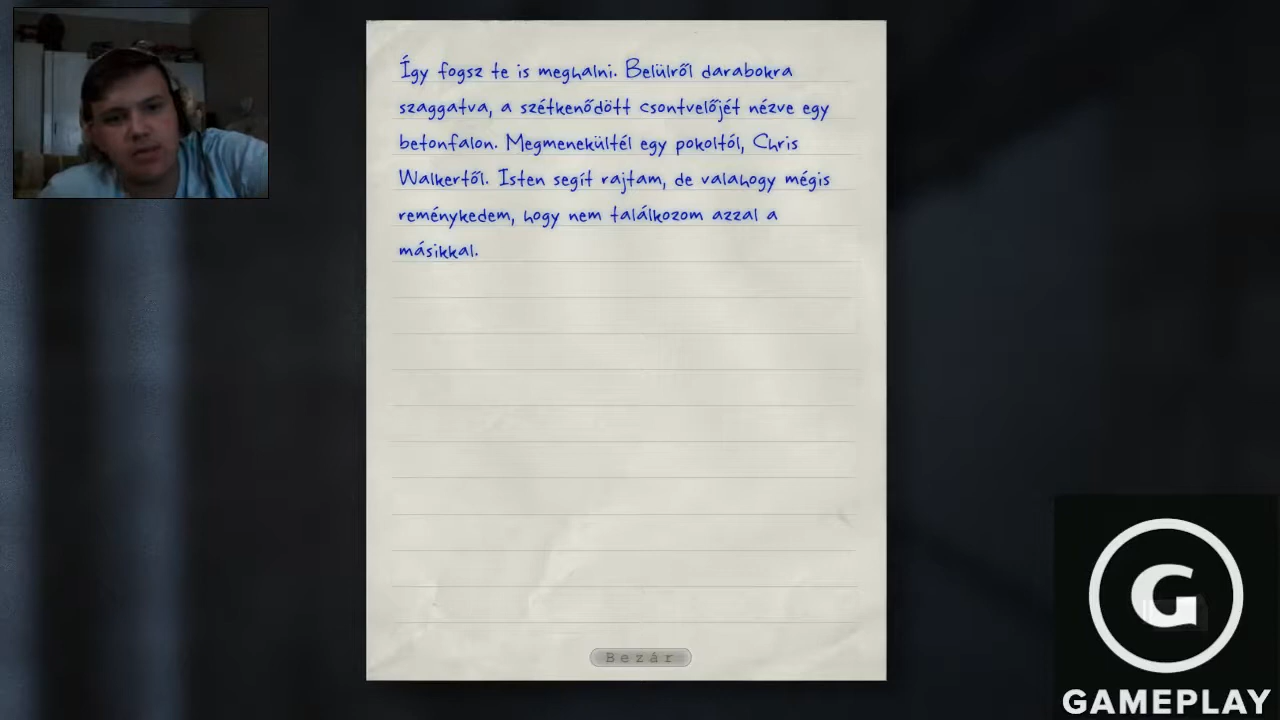 Így fogsz te is meghalni. Belülről darabokra
szaggatva, a szétkenődött csontvelőjét nézve egy
betonfalon. Megmenekültél egy pokoltól, Chris
Walkertől. Isten segít rajtam, de valahogy mégis
reménykedem, hogy nem találkozom azzal a
másikkal.
Bezár
G
GAMEPLAY